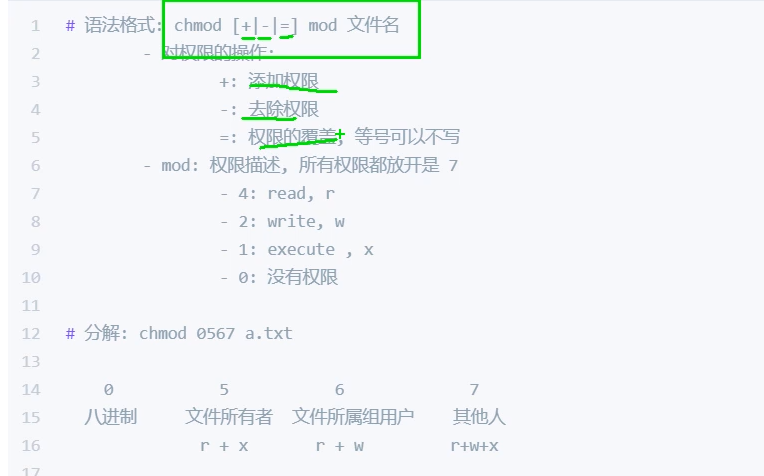 1 # 语法格式: chmod [+|-|=] mod 文件名
2 - 对权限的操作:
3 +: 添加权限
4 -: 去除权限
5 =: 权限的覆盖, 等号可以不写
6 - mod: 权限描述, 所有权限都放开是 7
7 - 4: read, r
8 - 2: write, w
9 - 1: execute , x
10 - 0: 没有权限
11
12 # 分解: chmod 0567 a.txt
13
14 0 5 6 7
15 八进制 文件所有者 文件所属组用户 其他人
16 r + x r + w r+w+x
17